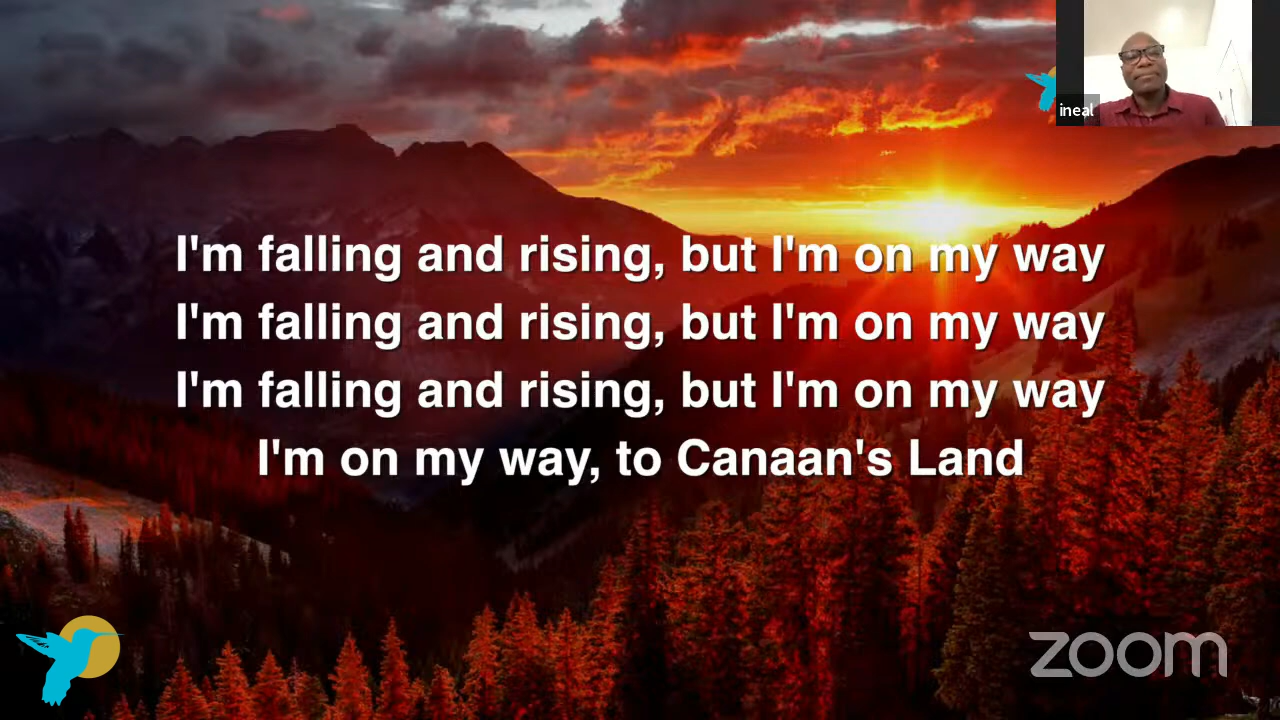 ineal
I'm falling and rising, but I'm on my way
I'm falling and rising, but I'm on my way
I'm falling and rising, but I'm on my way
I'm on my way, to Canaan's Land
zoom